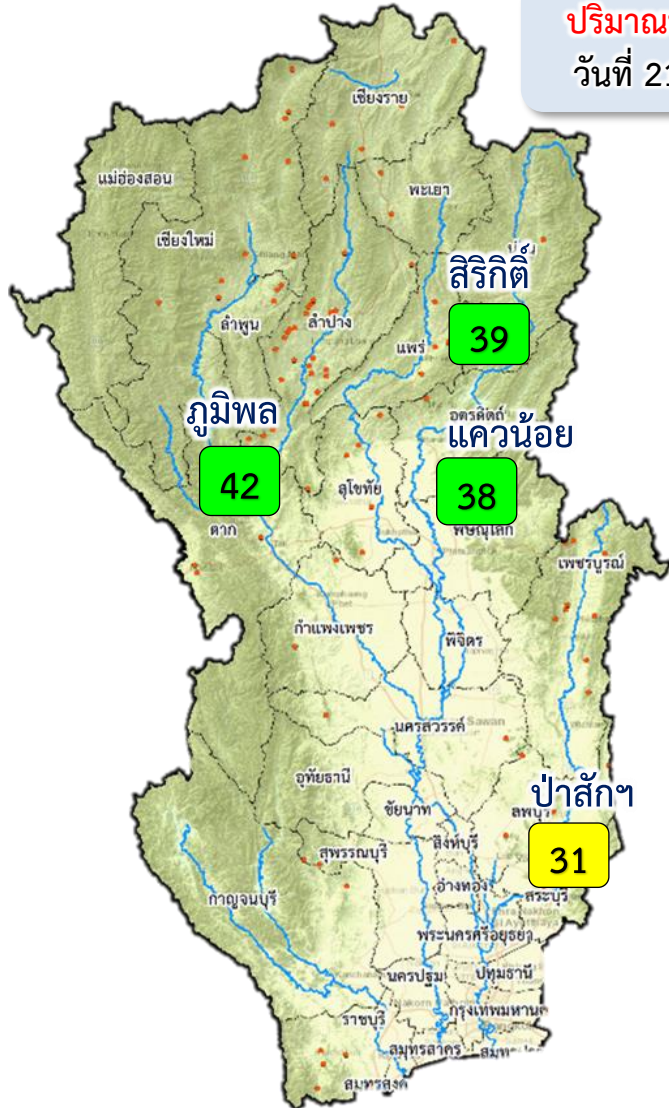 ปริมาณ
วันที่ 21
เชียงราย
แม่ฮ่องสอน
พะเยา
เชียงใหม่
สิริกิติ์
ลำพูน
ลำปาง
39
แพร่
ภูมิพล
อุตรดิตถ์
แควน้อย
42
สุโขทัย
38
ตาก
พิษณุโลก
เพชรบูรณ์
กำแพงเพชร
พิจิตร
นครสวรรค์
Sawan
อุทัยธานี
ป่าสักฯ
ชัยนาท
ลพบุรี
สิงห์บุรี
สุพรรณบุรี
31
อ่างทอง
กาญจนบุรี
สระบุรี
พระนครศรีอยุธยา
นครปฐม
ปทุมธานี
ราชบุรี
กรุงเทพมหาน
สมุทรสาคร
สมุทรสงค